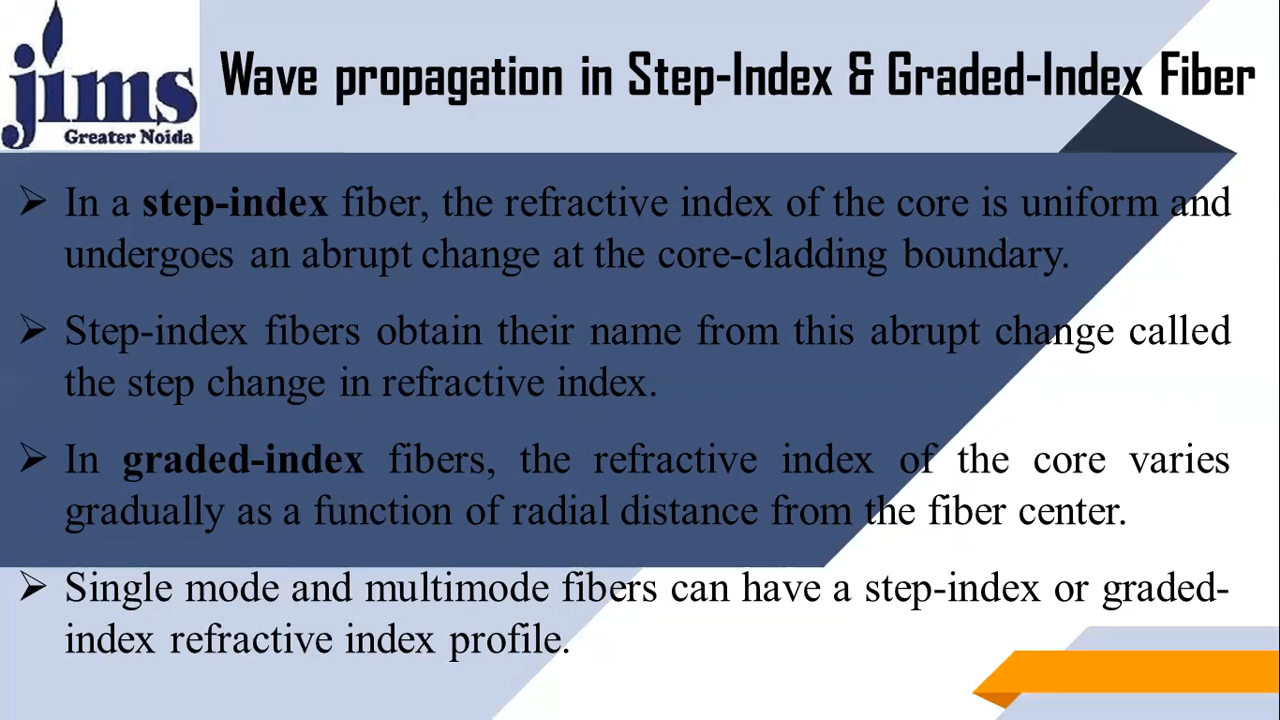 jims
Greater Noida
Wave propagation in Step-Index & Graded-Index Fiber
➢ In a step-index fiber, the refractive index of the core is uniform and
undergoes an abrupt change at the core-cladding boundary.
➢ Step-index fibers obtain their name from this abrupt change called
the step change in refractive index.
➢ In graded-index fibers, the refractive index of the core varies
gradually as a function of radial distance from the fiber center.
➢ Single mode and multimode fibers can have a step-index or graded-
index refractive index profile.